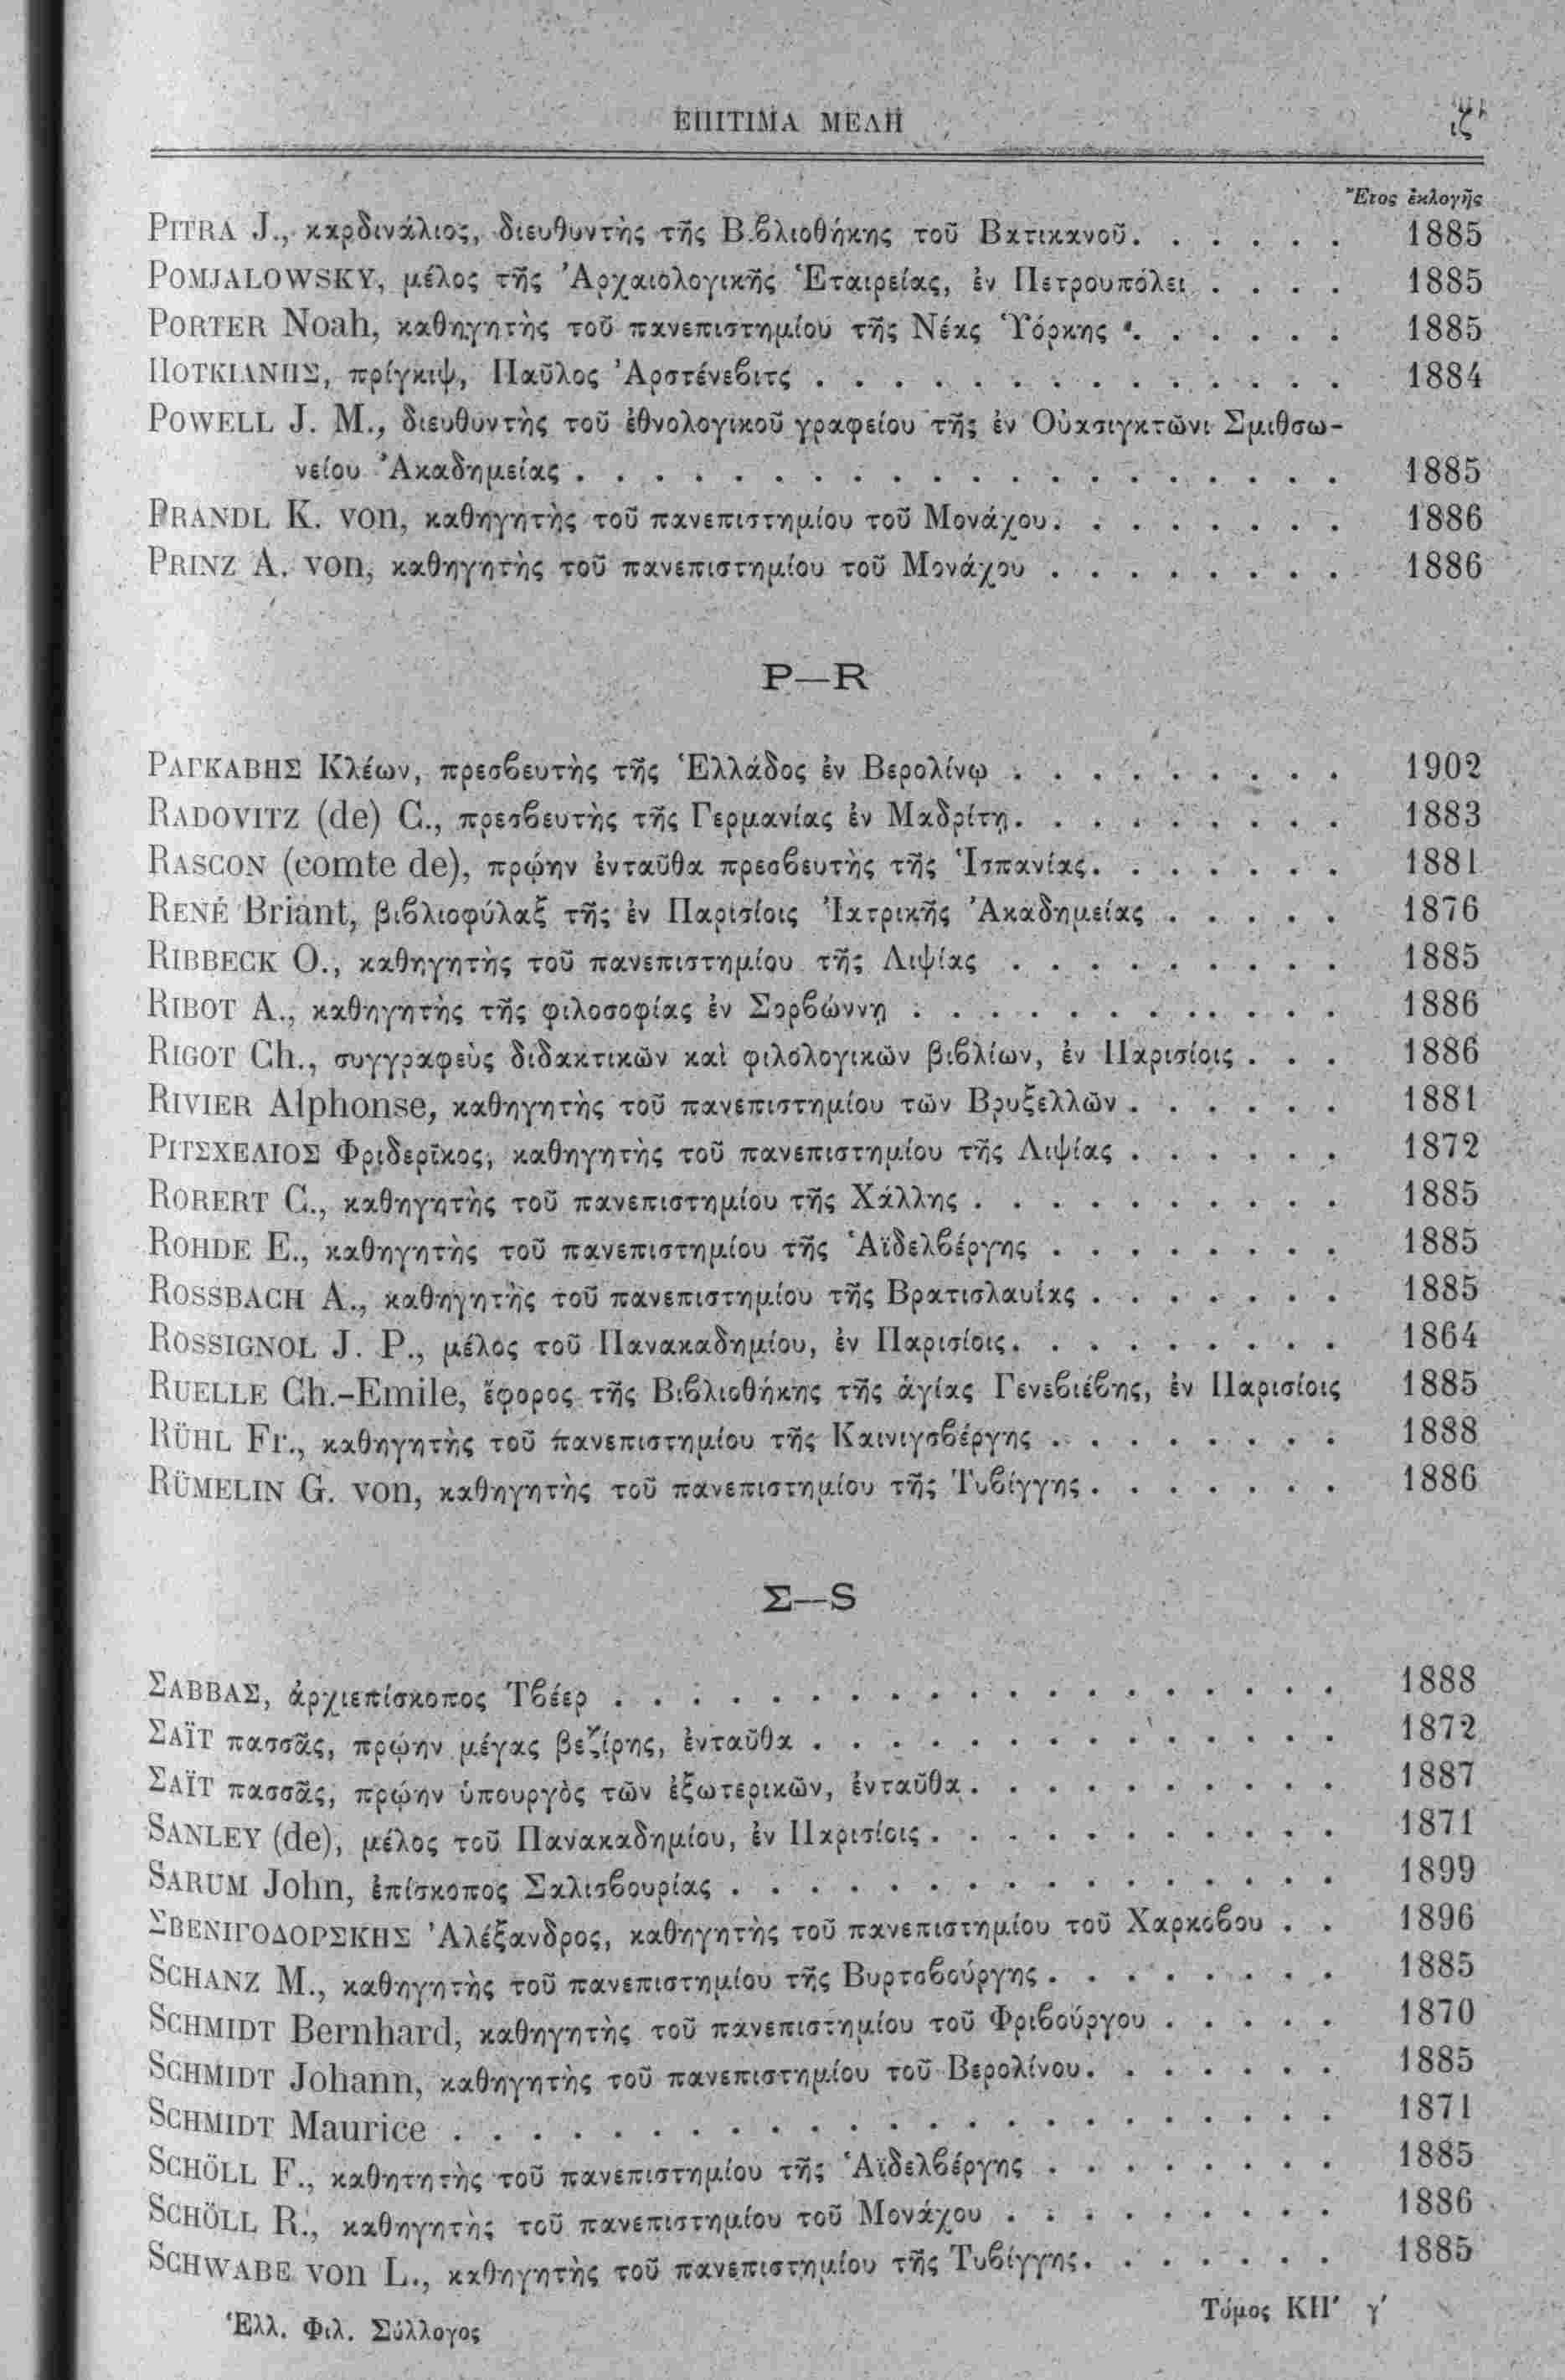 ΕΠΙΤΙΜΑ ΜΕΛΗ ιζʹ
Ἔτος ἐκλογῆς
PITRA J., καρδινάλιος, διευθυντὴς τῆς Βιβλιοθήκης τοῦ Βατικανοῦ. . . . . . 1885
POMJALOWSKY, μέλος τῆς Ἀρχαιολογικῆς Ἑταιρείας, ἐν Πετρουπόλει . . . . 1885
PORTER Noah, καθηγητὴς τοῦ πανεπιστημίου τῆς Νέας Ὑόρκης . . . . . . 1885
ΠΟΤΚΙΑΝΗΣ, πρίγκιψ, Παῦλος Ἀρστένεβιτς . . . . . . . . . . . . . . 1884
POWELL J. M., διευθυντὴς τοῦ ἐθνολογικοῦ γραφείου τῆς ἐν Οὐασιγκτῶνι Σμιθσω-
νείου Ἀκαδημείας . . . . . . . . . . . . . . . . . . . . 1885
PRANDL K. von, καθηγητὴς τοῦ πανεπιστημίου τοῦ Μονάχου. . . . . . . . 1886
PRINZ A. von, καθηγητὴς τοῦ πανεπιστημίου τοῦ Μονάχου . . . . . . . . 1886
Ρ—R
ΡΑΓΚΑΒΗΣ Κλέων, πρεσβευτὴς τῆς Ἑλλάδος ἐν Βερολίνῳ . . . . . . . . . 1902
RADOVITZ (de) C., πρεσβευτὴς τῆς Γερμανίας ἐν Μαδρίτῃ. . . . . . . . . 1883
RASCON (comte de), πρῴην ἐνταῦθα πρεσβευτὴς τῆς Ἱσπανίας. . . . . . . 1881
RENÉ Briant, βιβλιοφύλαξ τῆς ἐν Παρισίοις Ἰατρικῆς Ἀκαδημείας . . . . . 1876
RIBBECK O., καθηγητὴς τοῦ πανεπιστημίου τῆς Λιψίας . . . . . . . . . 1885
RIBOT A., καθηγητὴς τῆς φιλοσοφίας ἐν Σορβώννῃ . . . . . . . . . . . 1886
RIGOT Ch., συγγραφεὺς διδακτικῶν καὶ φιλολογικῶν βιβλίων, ἐν Παρισίοις . . . 1886
RIVIER Alphonse, καθηγητὴς τοῦ πανεπιστημίου τῶν Βρυξελλῶν . . . . . . 1881
ΡΙΤΣΧΕΛΙΟΣ Φριδερῖκος, καθηγητὴς τοῦ πανεπιστημίου τῆς Λιψίας . . . . . . 1872
RORERT C., καθηγητὴς τοῦ πανεπιστημίου τῆς Χάλλης . . . . . . . . . . 1885
ROHDE E., καθηγητὴς τοῦ πανεπιστημίου τῆς Ἁϊδελβέργης . . . . . . . . 1885
ROSSBACH A., καθηγητὴς τοῦ πανεπιστημίου τῆς Βρατισλαυίας . . . . . . . 1885
ROSSIGNOL J. P., μέλος τοῦ Πανακαδημίου, ἐν Παρισίοις. . . . . . . . . 1864
RUELLE Ch.-Emile, ἔφορος τῆς Βιβλιοθήκης τῆς ἁγίας Γενεβιέβης, ἐν Παρισίοις 1885
RÜHL Fr., καθηγητὴς τοῦ πανεπιστημίου τῆς Καινιγσβέργης . . . . . . . . 1888
RÜMELIN G. von, καθηγητὴς τοῦ πανεπιστημίου τῆς Τυβίγγης . . . . . . . 1886
Σ—S
ΣΑΒΒΑΣ, ἀρχιεπίσκοπος Τβέερ . . . . . . . . . . . . . . . . . . . 1888
ΣΑΪΤ πασσᾶς, πρῴην μέγας βεζίρης, ἐνταῦθα . . . . . . . . . . . . . . 1872
ΣΑΪΤ πασσᾶς, πρῴην ὑπουργὸς τῶν ἐξωτερικῶν, ἐνταῦθα. . . . . . . . . . 1887
SANLEY (de), μέλος τοῦ Πανακαδημίου, ἐν Παρισίοις . . . . . . . . . . . 1871
SARUM John, ἐπίσκοπος Σαλισβουρίας . . . . . . . . . . . . . . . . 1899
ΣΒΕΝΙΓΟΔΟΡΣΚΗΣ Ἀλέξανδρος, καθηγητὴς τοῦ πανεπιστημίου τοῦ Χαρκόβου . . 1896
SCHANZ M., καθηγητὴς τοῦ πανεπιστημίου τῆς Βυρτσβούργης . . . . . . . . 1885
SCHMIDT Bernhard, καθηγητὴς τοῦ πανεπιστημίου τοῦ Φριβούργου . . . . . 1870
SCHMIDT Johann, καθηγητὴς τοῦ πανεπιστημίου τοῦ Βερολίνου. . . . . . . 1885
SCHMIDT Maurice . . . . . . . . . . . . . . . . . . . . . . . 1871
SCHÖLL F., καθητητὴς τοῦ πανεπιστημίου τῆς Ἁϊδελβέργης . . . . . . . . 1885
SCHÖLL R., καθηγητὴς τοῦ πανεπιστημίου τοῦ Μονάχου . . . . . . . . . 1886
SCHWABE von L., καθηγητὴς τοῦ πανεπιστημίου τῆς Τυβίγγης. . . . . . . 1885
Ἑλλ. Φιλ. Σύλλογος Τόμος ΚΗʹ γʹ